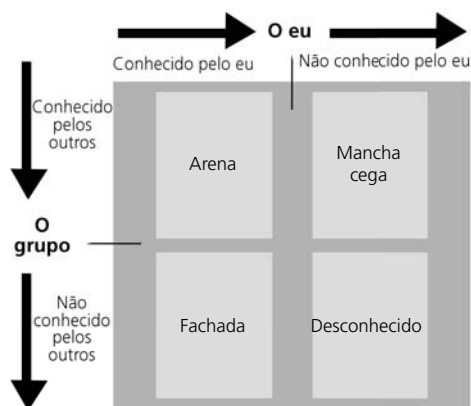 O eu
Conhecido pelo eu
Não conhecido pelo eu
Conhecido
pelos
outros
Arena
Mancha
cega
O
grupo
Não
conhecido
pelos
outros
Fachada
Desconhecido